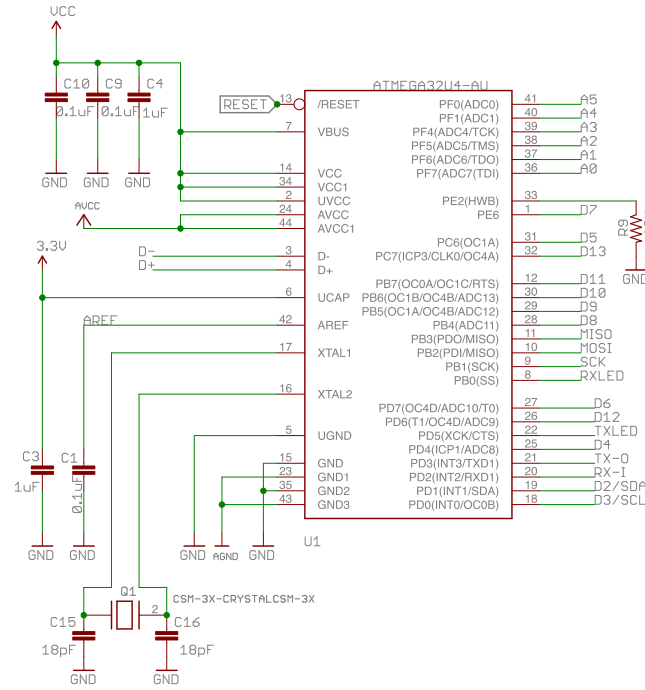 VCC
C10 C9 C4
0.1uF 0.1uF 1uF
GND GND GND
AVCC
3.3V
D-
D+
AREF
C3 C1
1uF 0.1uF
GND GND GND AGND GND
RESET
ATMEGA32U4-AU
13 /RESET
7 VBUS
14 VCC
34 VCC1
2 UVCC
24 AVCC
44 AVCC1
3 D-
4 D+
6 UCAP
42 AREF
17 XTAL1
16 XTAL2
5 UGND
15 GND
23 GND1
35 GND2
43 GND3
PF0(ADC0) 41 A5
PF1(ADC1) 40 A4
PF4(ADC4/TCK) 39 A3
PF5(ADC5/TMS) 38 A2
PF6(ADC6/TDO) 37 A1
PF7(ADC7(TDI) 36 A0
PE2(HWB) 33
PE6 1 D7
R9
GND
PC6(OC1A) 31 D5
PC7(ICP3/CLK0/OC4A) 32 D13
PB7(OC0A/OC1C/RTS) 12 D11
PB6(OC1B/OC4B/ADC13) 30 D10
PB5(OC1A/OC4B/ADC12) 29 D9
PB4(ADC11) 28 D8
PB3(PDO/MISO) 11 MISO
PB2(PDI/MISO) 10 MOSI
PB1(SCK) 9 SCK
PB0(SS) 8 RXLED
PD7(OC4D/ADC10/T0) 27 D6
PD6(T1/OC4D/ADC9) 26 D12
PD5(XCK/CTS) 22 TXLED
PD4(ICP1/ADC8) 25 D4
PD3(INT3/TXD1) 21 TX-O
PD2(INT2/RXD1) 20 RX-I
PD1(INT1/SDA) 19 D2/SDA
PD0(INT0/OC0B) 18 D3/SCL
U1
Q1
CSM-3X-CRYSTALCSM-3X
2
C15 C16
18pF 18pF
GND GND